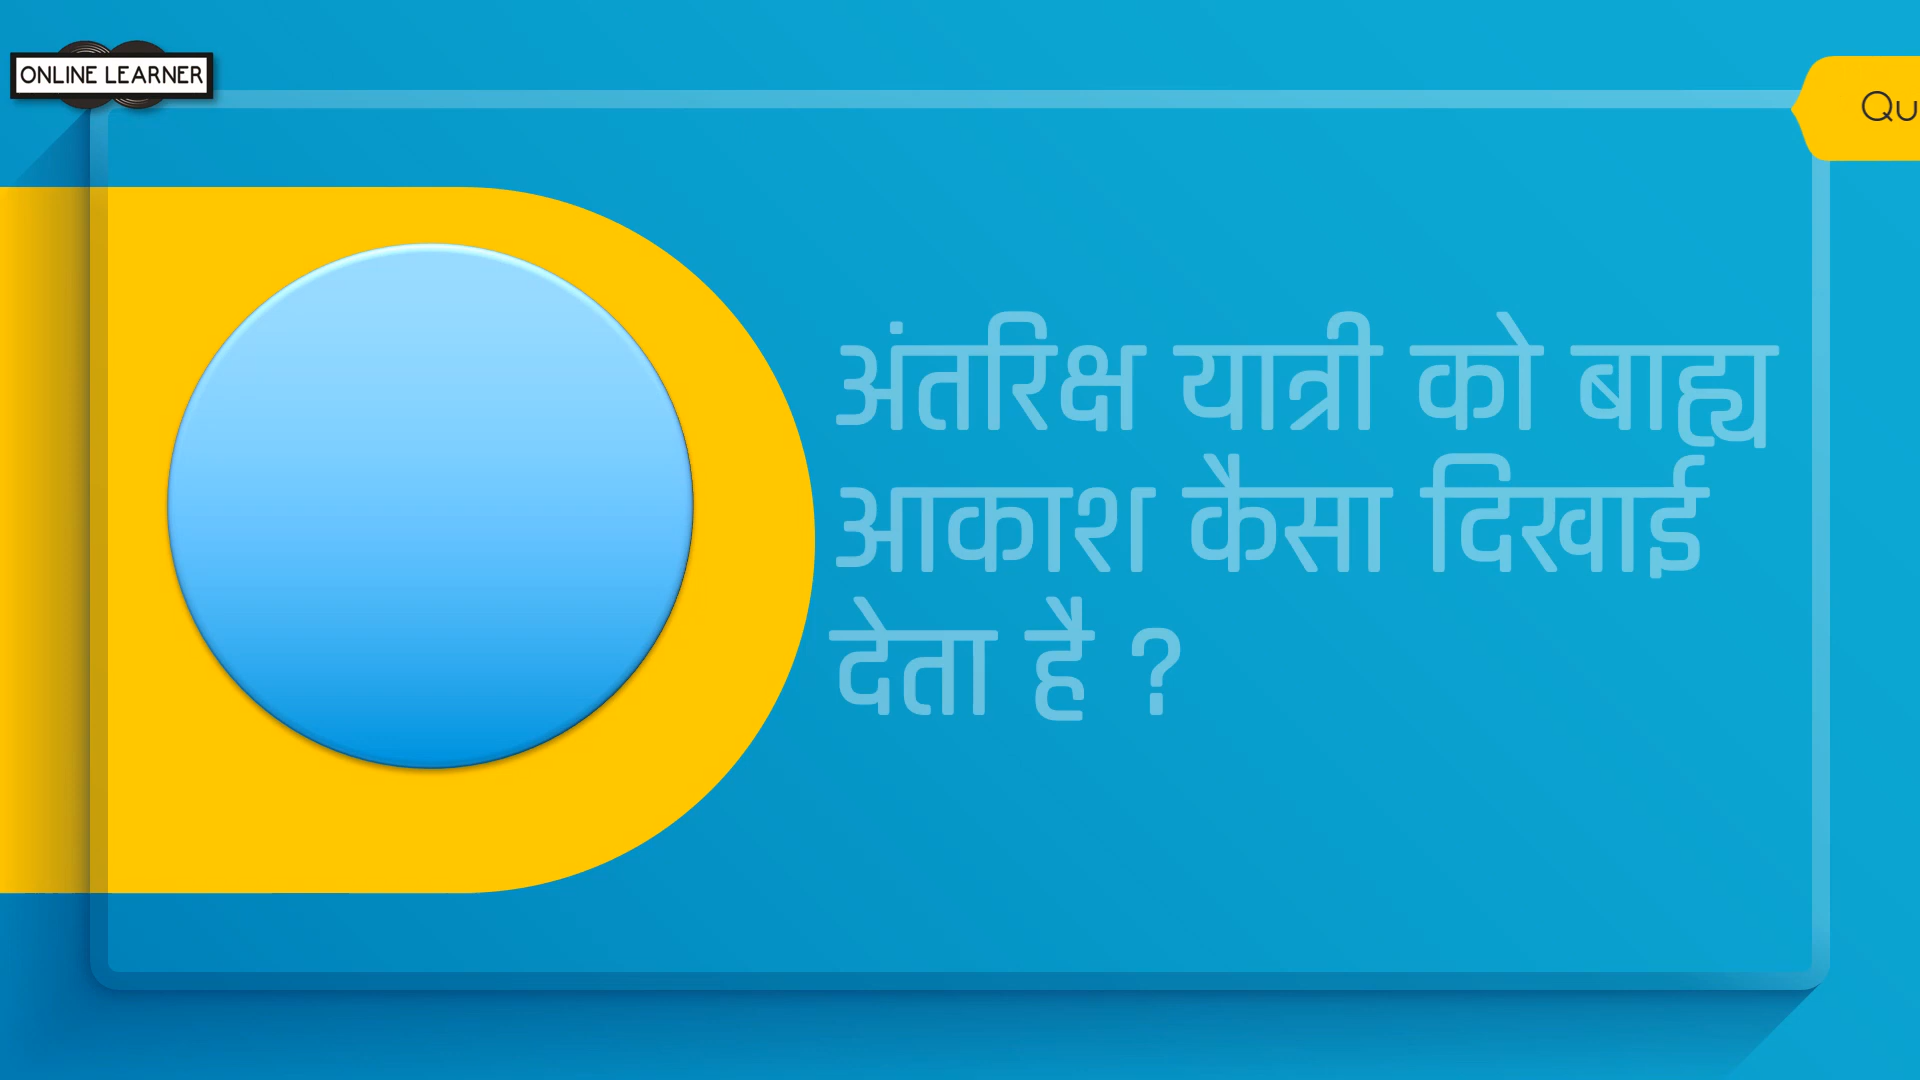 ONLINE LEARNER
Qu
अंतरिक्ष यात्री को बाह्य
आकाश कैसा दिखाई
देता है ?